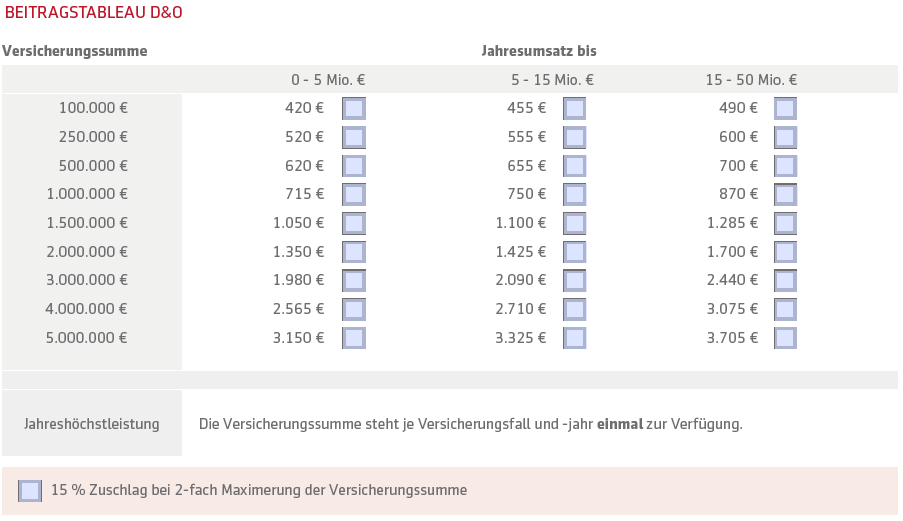 BEITRAGSTABLEAU D&O
Versicherungssumme Jahresumsatz bis
0 - 5 Mio. € 5 - 15 Mio. € 15 - 50 Mio. €
100.000 € 420 € 455 € 490 €
250.000 € 520 € 555 € 600 €
500.000 € 620 € 655 € 700 €
1.000.000 € 715 € 750 € 870 €
1.500.000 € 1.050 € 1.100 € 1.285 €
2.000.000 € 1.350 € 1.425 € 1.700 €
3.000.000 € 1.980 € 2.090 € 2.440 €
4.000.000 € 2.565 € 2.710 € 3.075 €
5.000.000 € 3.150 € 3.325 € 3.705 €
Jahreshöchstleistung Die Versicherungssumme steht je Versicherungsfall und -jahr einmal zur Verfügung.
15 % Zuschlag bei 2-fach Maximerung der Versicherungssumme